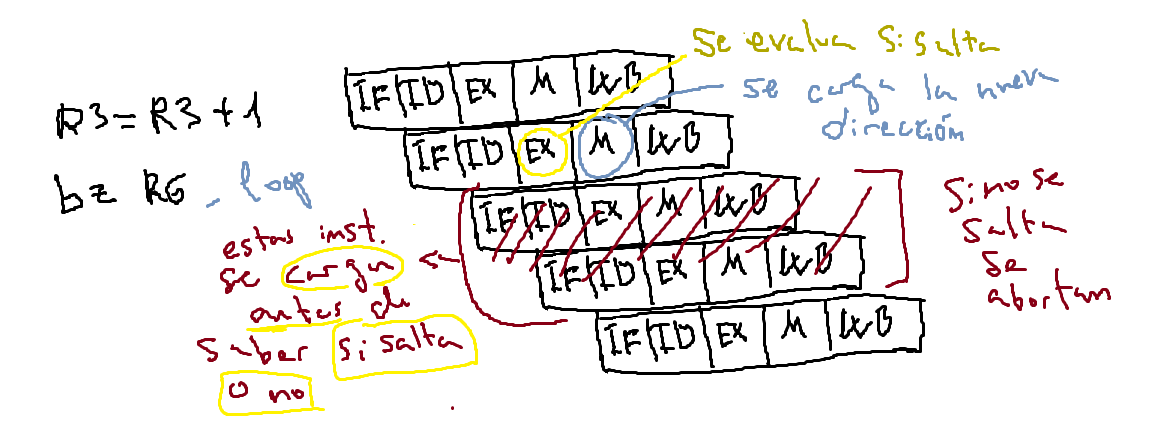 Se evalua si salta
IF ID EX M WB
se carga la nueva
dirección
R3=R3+1
IF ID EX M WB
bz R6, loop
IF ID EX M WB
si no se
salta
se
abortan
estas inst.
se cargan
antes de
saber si salta
o no
IF ID EX M WB
IF ID EX M WB